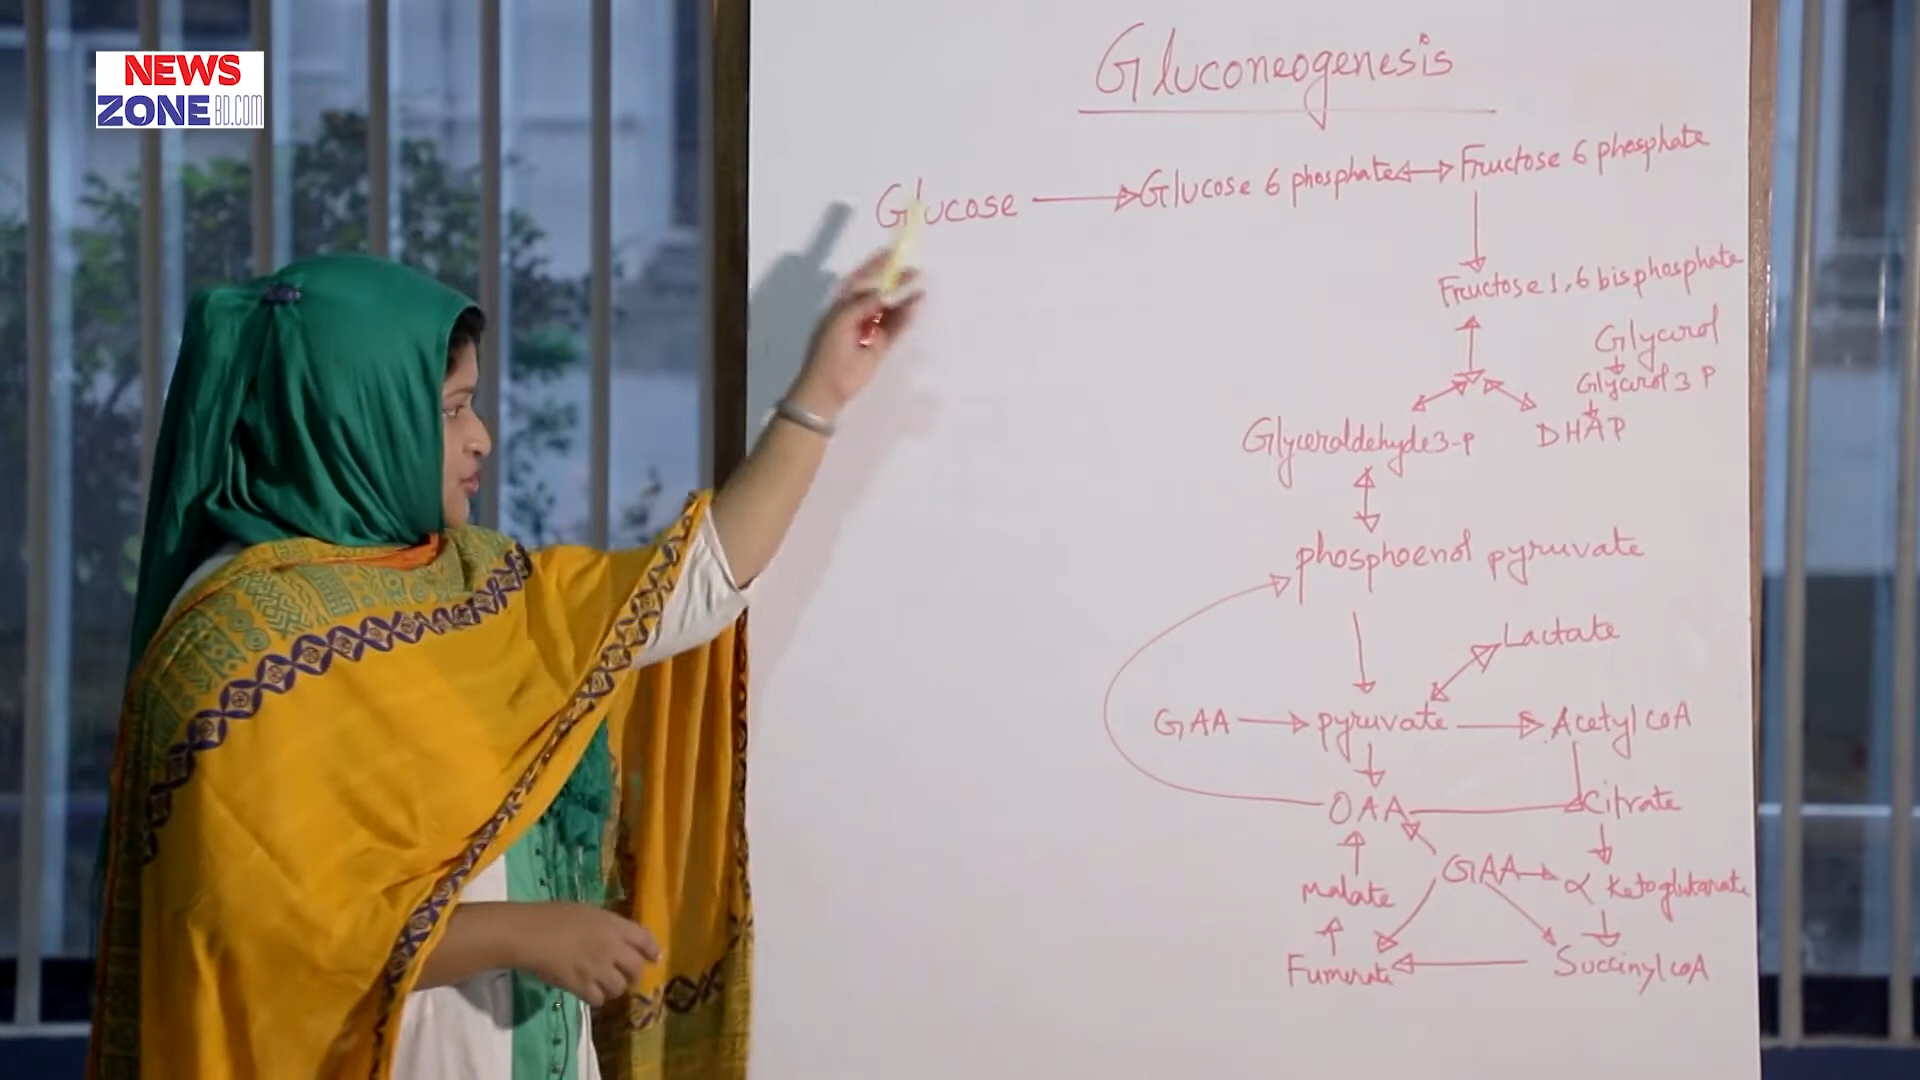 NEWS
ZONE BD.COM
Gluconeogenesis
Glucose → Glucose 6 phosphate ↔ Fructose 6 phosphate
Fructose 1,6 bisphosphate
Glycerol
Glycerol 3 P
Glyceraldehyde 3-P
DHAP
phosphoenol pyruvate
Lactate
GAA → pyruvate → Acetyl coA
OAA
citrate
GAA → α ketoglutarate
Malate
Fumerate ← Succinyl coA